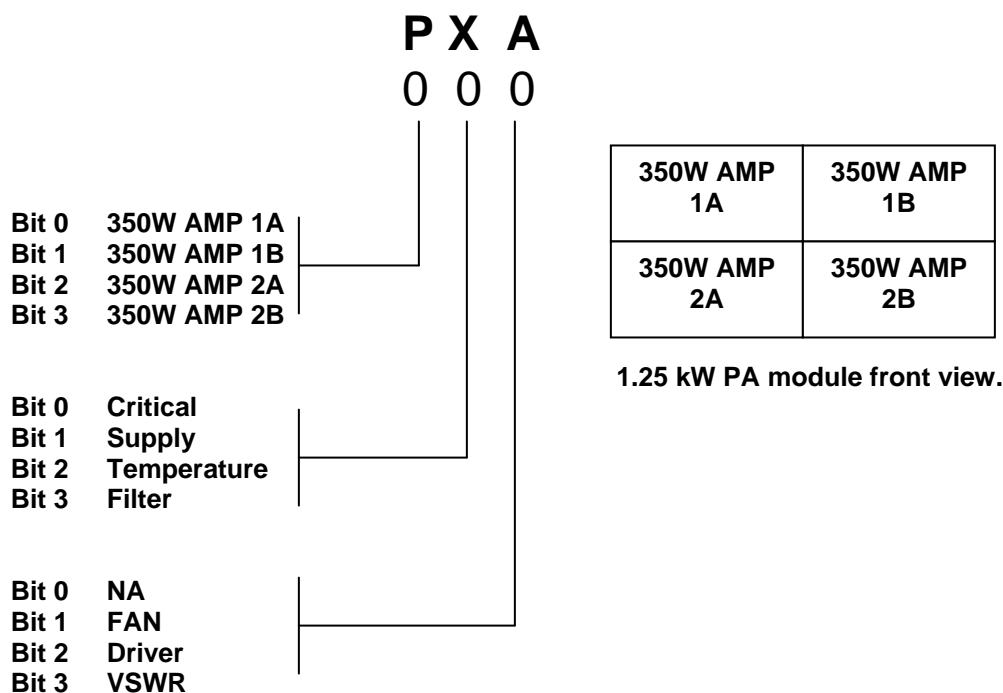 P X A
0 0 0
Bit 0 350W AMP 1A
Bit 1 350W AMP 1B
Bit 2 350W AMP 2A
Bit 3 350W AMP 2B
Bit 0 Critical
Bit 1 Supply
Bit 2 Temperature
Bit 3 Filter
Bit 0 NA
Bit 1 FAN
Bit 2 Driver
Bit 3 VSWR
350W AMP
1A
350W AMP
1B
350W AMP
2A
350W AMP
2B
1.25 kW PA module front view.